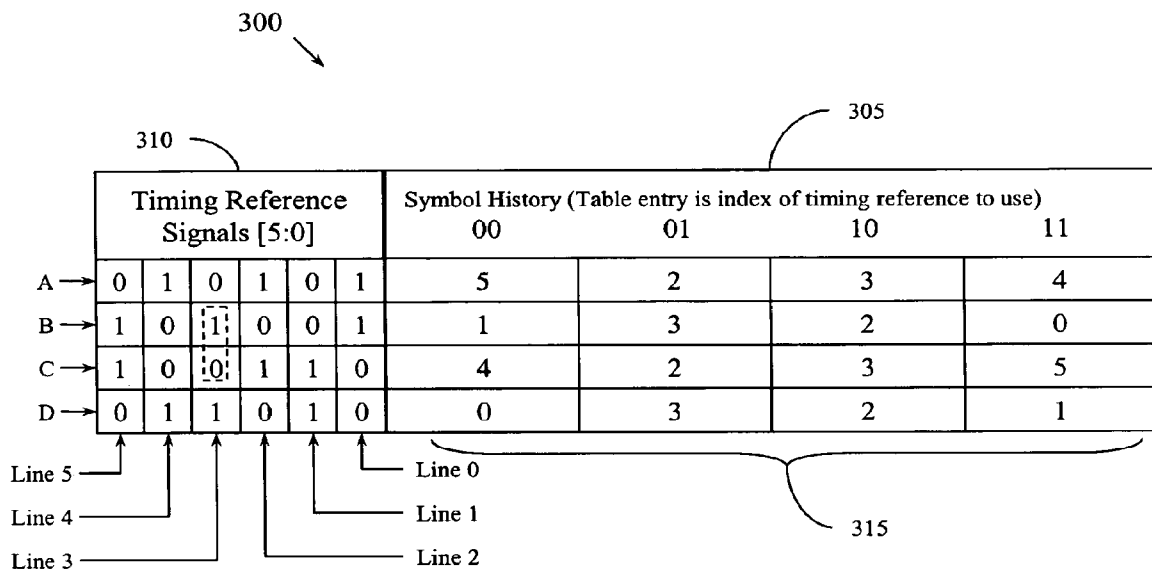 300
310
305
Timing Reference
Signals [5:0]
Symbol History (Table entry is index of timing reference to use)
00 01 10 11
A 0 1 0 1 0 1 5 2 3 4
B 1 0 1 0 0 1 1 3 2 0
C 1 0 0 1 1 0 4 2 3 5
D 0 1 1 0 1 0 0 3 2 1
Line 5 Line 0
Line 4 Line 1
Line 3 Line 2
315